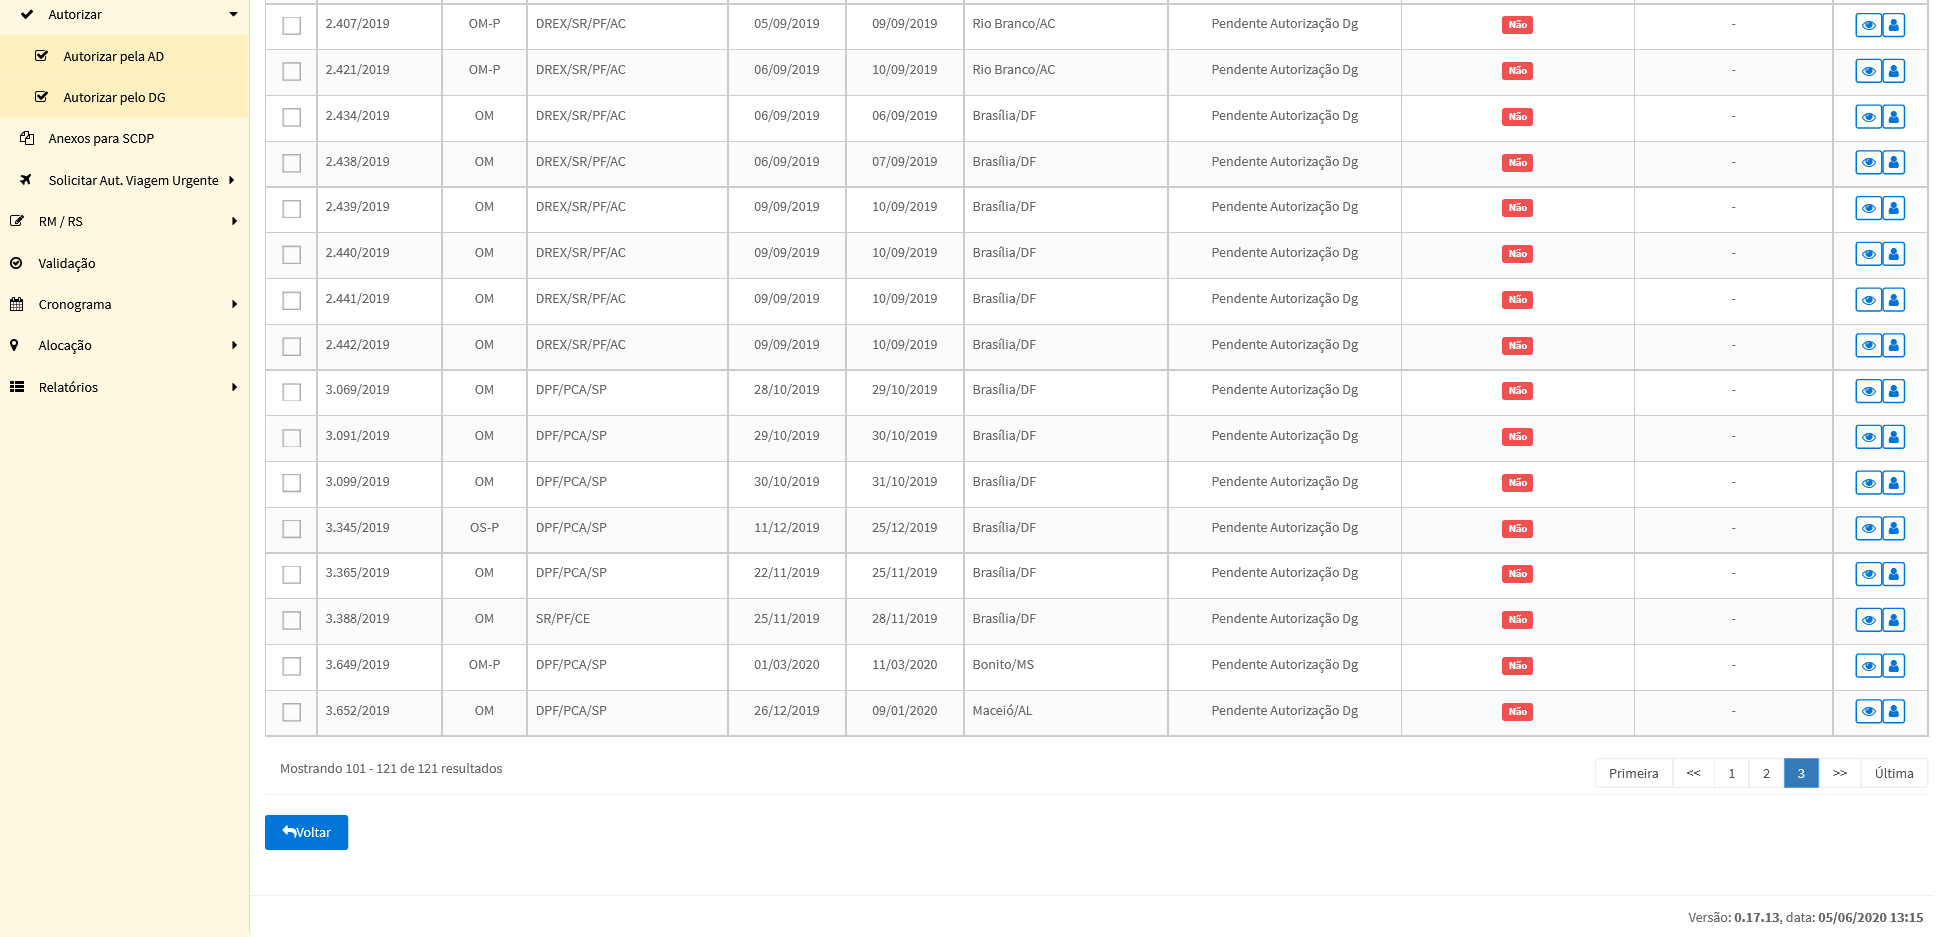 Autorizar
Autorizar pela AD
Autorizar pelo DG
Anexos para SCDP
Solicitar Aut. Viagem Urgente
RM / RS
Validação
Cronograma
Alocação
Relatórios
2.407/2019 OM-P DREX/SR/PF/AC 05/09/2019 09/09/2019 Rio Branco/AC Pendente Autorização Dg Não -
2.421/2019 OM-P DREX/SR/PF/AC 06/09/2019 10/09/2019 Rio Branco/AC Pendente Autorização Dg Não -
2.434/2019 OM DREX/SR/PF/AC 06/09/2019 06/09/2019 Brasília/DF Pendente Autorização Dg Não -
2.438/2019 OM DREX/SR/PF/AC 06/09/2019 07/09/2019 Brasília/DF Pendente Autorização Dg Não -
2.439/2019 OM DREX/SR/PF/AC 09/09/2019 10/09/2019 Brasília/DF Pendente Autorização Dg Não -
2.440/2019 OM DREX/SR/PF/AC 09/09/2019 10/09/2019 Brasília/DF Pendente Autorização Dg Não -
2.441/2019 OM DREX/SR/PF/AC 09/09/2019 10/09/2019 Brasília/DF Pendente Autorização Dg Não -
2.442/2019 OM DREX/SR/PF/AC 09/09/2019 10/09/2019 Brasília/DF Pendente Autorização Dg Não -
3.069/2019 OM DPF/PCA/SP 28/10/2019 29/10/2019 Brasília/DF Pendente Autorização Dg Não -
3.091/2019 OM DPF/PCA/SP 29/10/2019 30/10/2019 Brasília/DF Pendente Autorização Dg Não -
3.099/2019 OM DPF/PCA/SP 30/10/2019 31/10/2019 Brasília/DF Pendente Autorização Dg Não -
3.345/2019 OS-P DPF/PCA/SP 11/12/2019 25/12/2019 Brasília/DF Pendente Autorização Dg Não -
3.365/2019 OM DPF/PCA/SP 22/11/2019 25/11/2019 Brasília/DF Pendente Autorização Dg Não -
3.388/2019 OM SR/PF/CE 25/11/2019 28/11/2019 Brasília/DF Pendente Autorização Dg Não -
3.649/2019 OM-P DPF/PCA/SP 01/03/2020 11/03/2020 Bonito/MS Pendente Autorização Dg Não -
3.652/2019 OM DPF/PCA/SP 26/12/2019 09/01/2020 Maceió/AL Pendente Autorização Dg Não -
Mostrando 101 - 121 de 121 resultados
Primeira << 1 2 3 >> Última
Voltar
Versão: 0.17.13, data: 05/06/2020 13:15